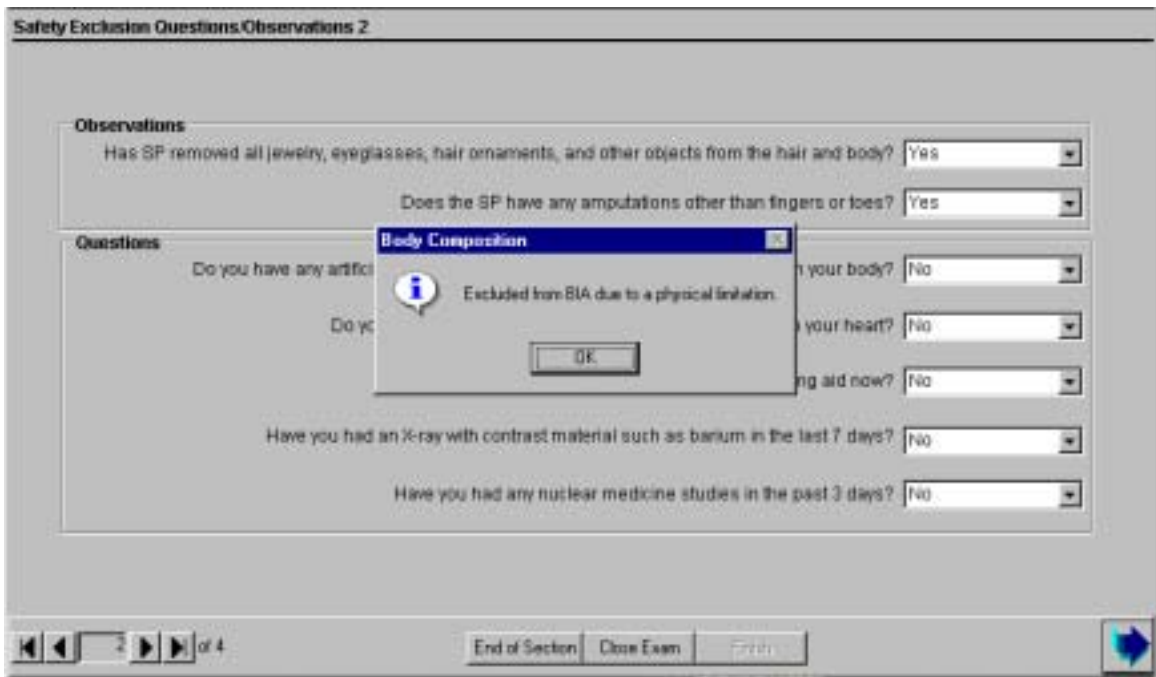 Safety Exclusion Questions/Observations 2
Observations
Has SP removed all jewelry, eyeglasses, hair ornaments, and other objects from the hair and body? Yes
Does the SP have any amputations other than fingers or toes? Yes
Questions
Body Composition
Do you have any artifici
n your body? No
Excluded from BIA due to a physical limitation.
Do yo
your heart? No
OK
ng aid now? No
Have you had an X-ray with contrast material such as barium in the last 7 days? No
Have you had any nuclear medicine studies in the past 3 days? No
2 of 4
End of Section
Close Exam
Finish